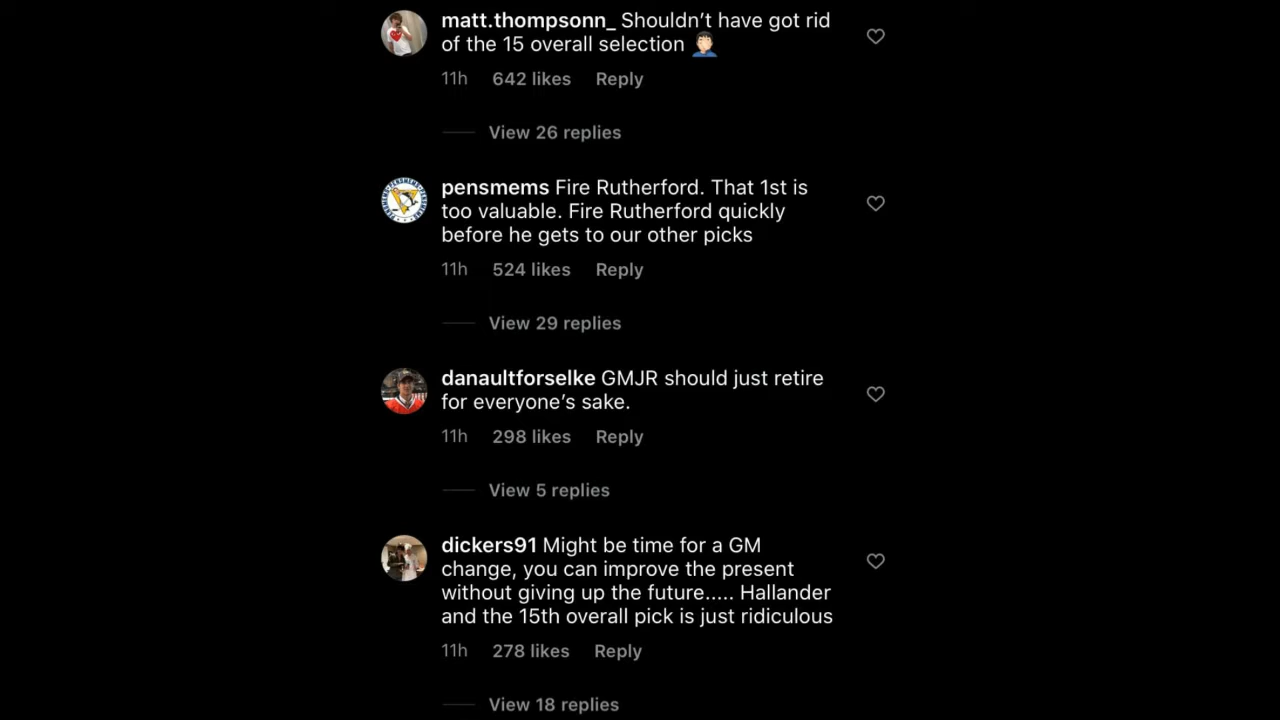 matt.thompsonn_ Shouldn’t have got rid
of the 15 overall selection 🤦🏻‍♂️
11h 642 likes Reply
View 26 replies
pensmems Fire Rutherford. That 1st is
too valuable. Fire Rutherford quickly
before he gets to our other picks
11h 524 likes Reply
View 29 replies
danaultforselke GMJR should just retire
for everyone’s sake.
11h 298 likes Reply
View 5 replies
dickers91 Might be time for a GM
change, you can improve the present
without giving up the future..... Hallander
and the 15th overall pick is just ridiculous
11h 278 likes Reply
View 18 replies